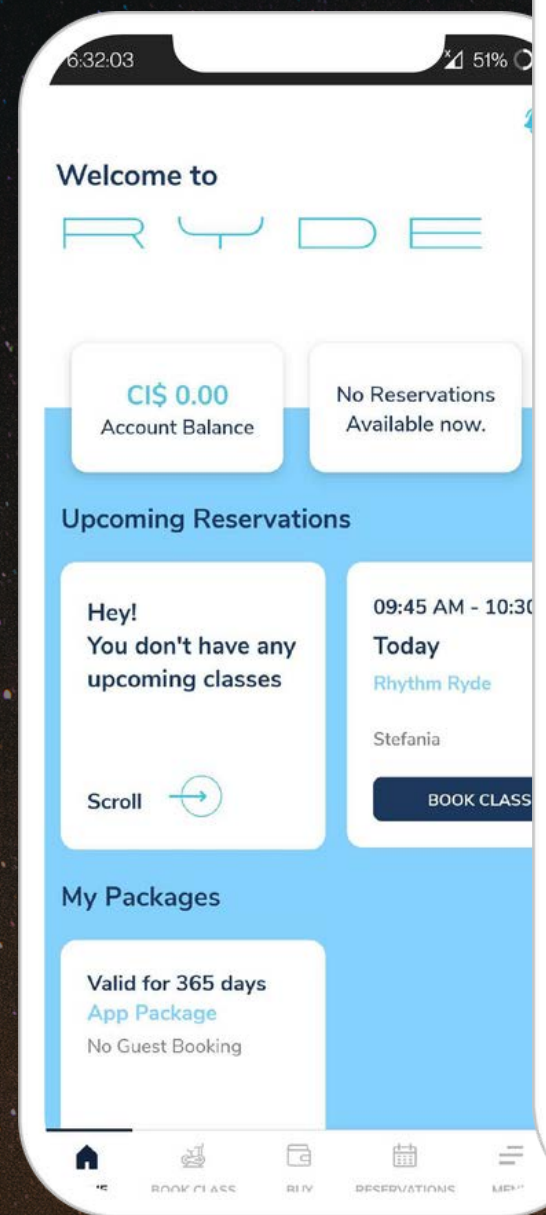 6:32:03
51%
Welcome to
RYDE
CI$ 0.00
Account Balance
No Reservations
Available now.
Upcoming Reservations
Hey!
You don't have any
upcoming classes
Scroll
09:45 AM - 10:30
Today
Rhythm Ryde
Stefania
BOOK CLASS
My Packages
Valid for 365 days
App Package
No Guest Booking
BOOK CLASS
BUY
RESERVATIONS